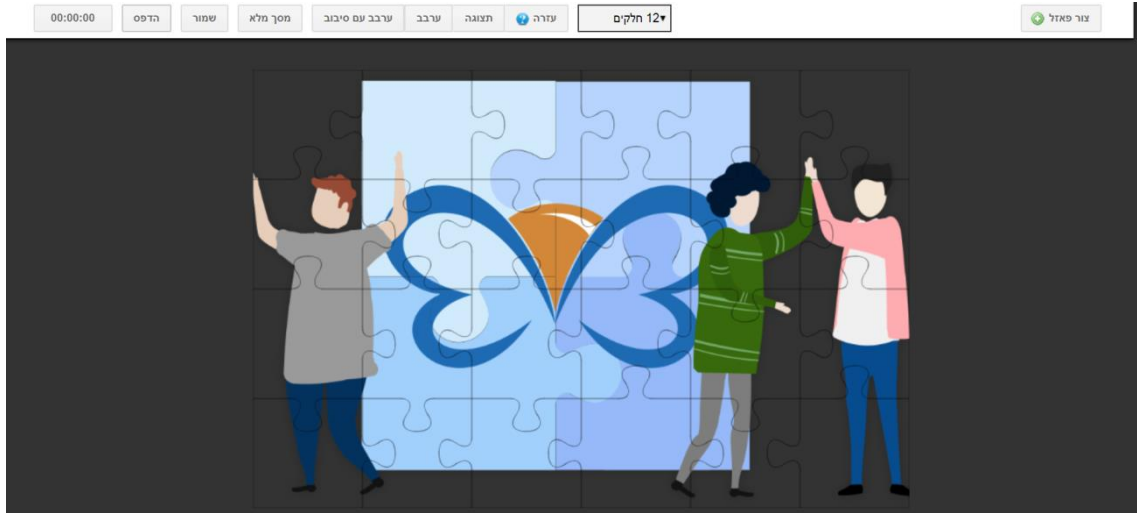 צור פאזל
12 חלקים
עזרה
תצוגה
ערבב
ערבב עם סיבוב
מסך מלא
שמור
הדפס
00:00:00